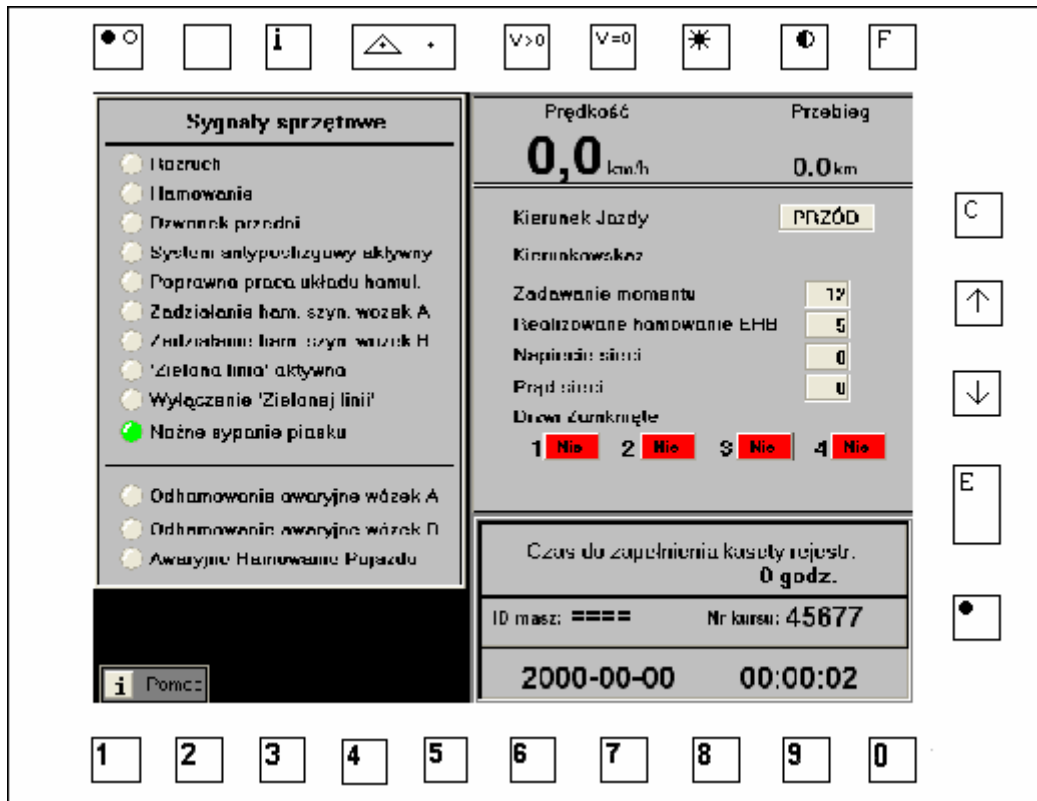 i V>0 V=0 F
Sygnały sprzętowe
Rozruch
Hamowanie
Dzwonek przedni
System antypoślizgowy aktywny
Poprawna praca układu hamul.
Zadziałanie ham. szyn. wózek A
Zadziałanie ham. szyn. wózek B
'Zielona linia' aktywna
Wyłączenie 'Zielonej linii'
Nożne sypanie piasku
Odhamowanie awaryjne wózek A
Odhamowanie awaryjne wózek B
Awaryjne Hamowanie Pojazdu
i Pomoc
Prędkość Przebieg
0,0 km/h 0.0 km
Kierunek Jazdy PRZÓD
Kierunkowskaz
Zadawanie momentu 12
Realizowane hamowanie EHB 5
Napięcie sieci 0
Prąd sieci 0
Drzwi Zamknięte
1 Nie 2 Nie 3 Nie 4 Nie
Czas do zapełnienia kasety rejestr.
0 godz.
ID masz: ==== Nr kursu: 45677
2000-00-00 00:00:02
C
↑
↓
E
1 2 3 4 5 6 7 8 9 0